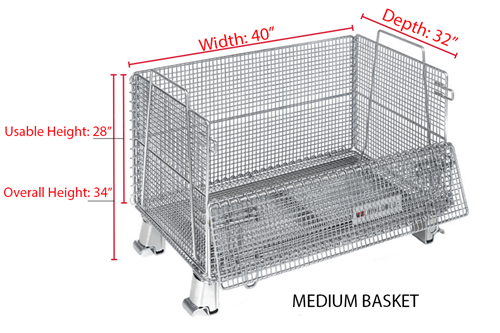 Width: 40”
Depth: 32”
Usable Height: 28”
Overall Height: 34”
MEDIUM BASKET